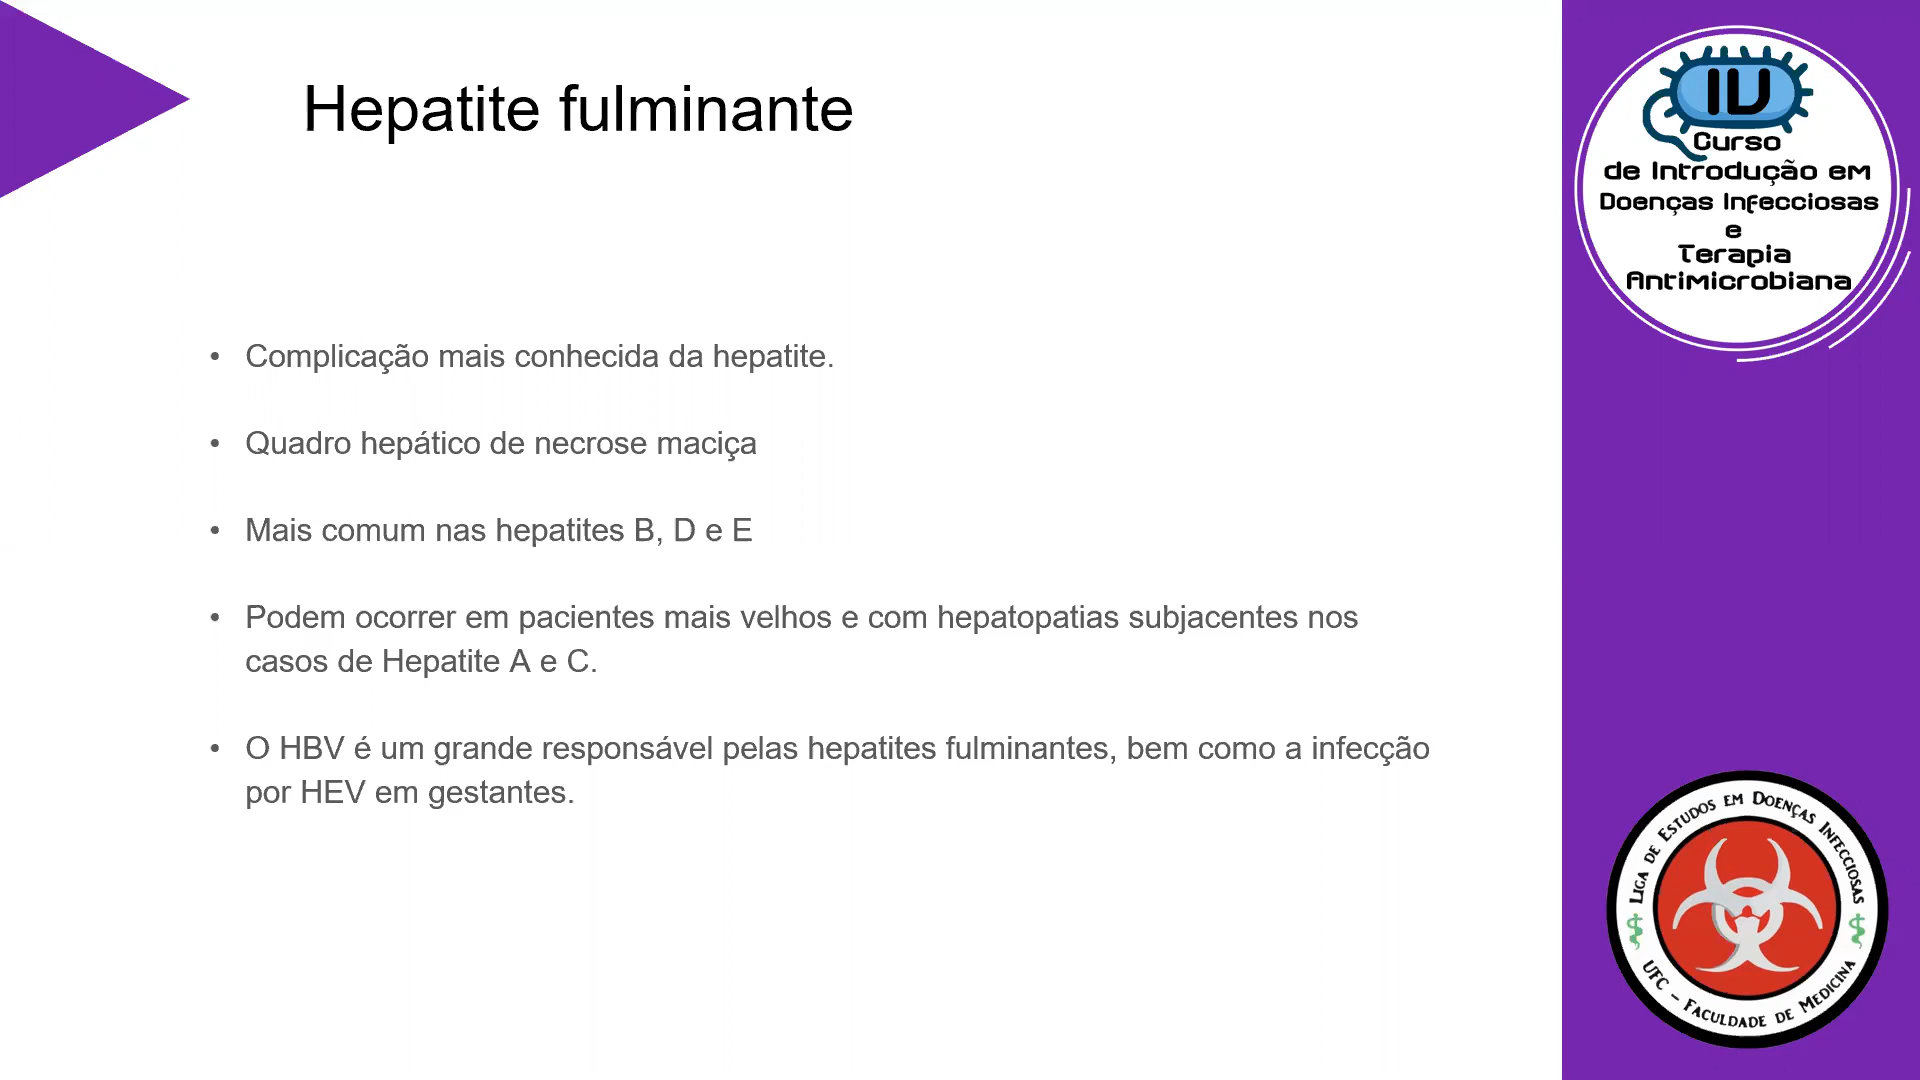 Hepatite fulminante
• Complicação mais conhecida da hepatite.
• Quadro hepático de necrose maciça
• Mais comum nas hepatites B, D e E
• Podem ocorrer em pacientes mais velhos e com hepatopatias subjacentes nos
casos de Hepatite A e C.
• O HBV é um grande responsável pelas hepatites fulminantes, bem como a infecção
por HEV em gestantes.
IV
Curso
de Introdução em
Doenças Infecciosas
e
Terapia
Antimicrobiana
Liga de Estudos em Doenças Infecciosas
UFC - Faculdade de Medicina